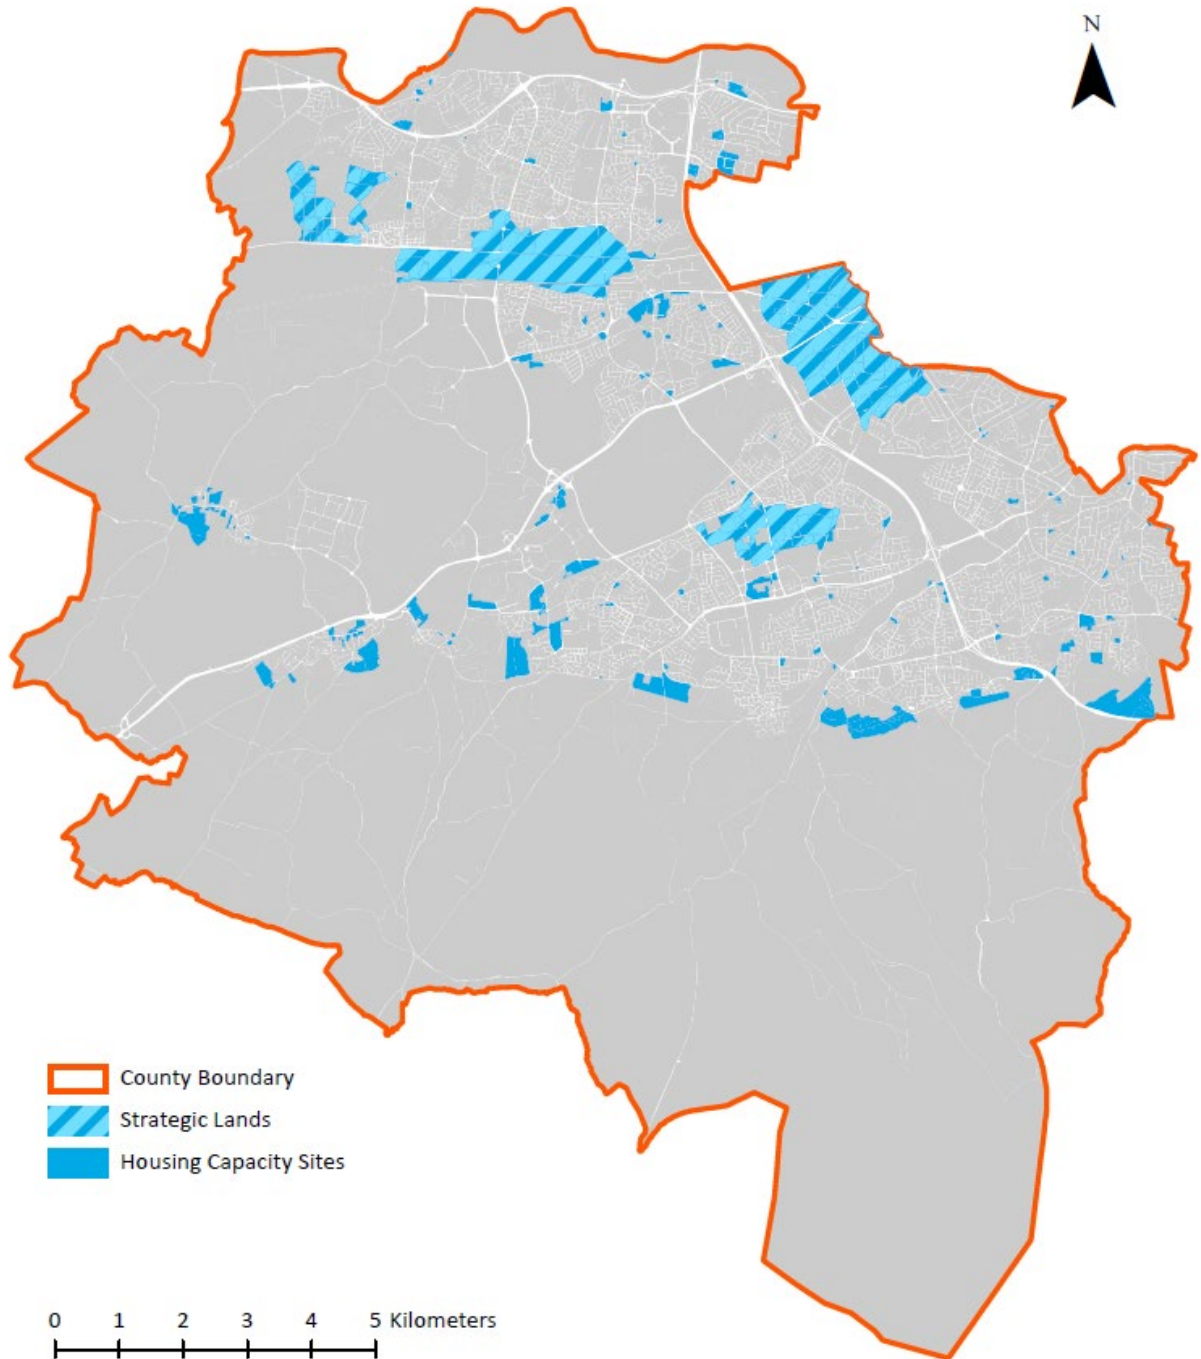 N
County Boundary
Strategic Lands
Housing Capacity Sites
0 1 2 3 4 5 Kilometers